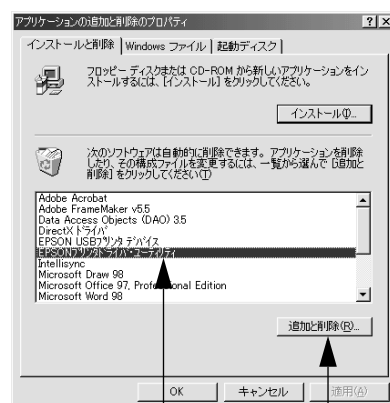 アプリケーションの追加と削除のプロパティ
? ×
インストールと削除 Windows ファイル 起動ディスク
フロッピー ディスクまたは CD-ROM から新しいアプリケーションをイン
ストールするには、[インストール] をクリックしてください。
インストール(I)...
次のソフトウェアは自動的に削除できます。アプリケーションを削除
したり、その構成ファイルを変更するには、一覧から選んで [追加と
削除] をクリックしてください(T)
Adobe Acrobat
Adobe FrameMaker v5.5
Data Access Objects (DAO) 3.5
DirectX ドライバ
EPSON USBプリンタ デバイス
EPSONプリンタドライバ・ユーティリティ
Intellisync
Microsoft Draw 98
Microsoft Office 97, Professional Edition
Microsoft Word 98
追加と削除(R)...
OK キャンセル 適用(A)